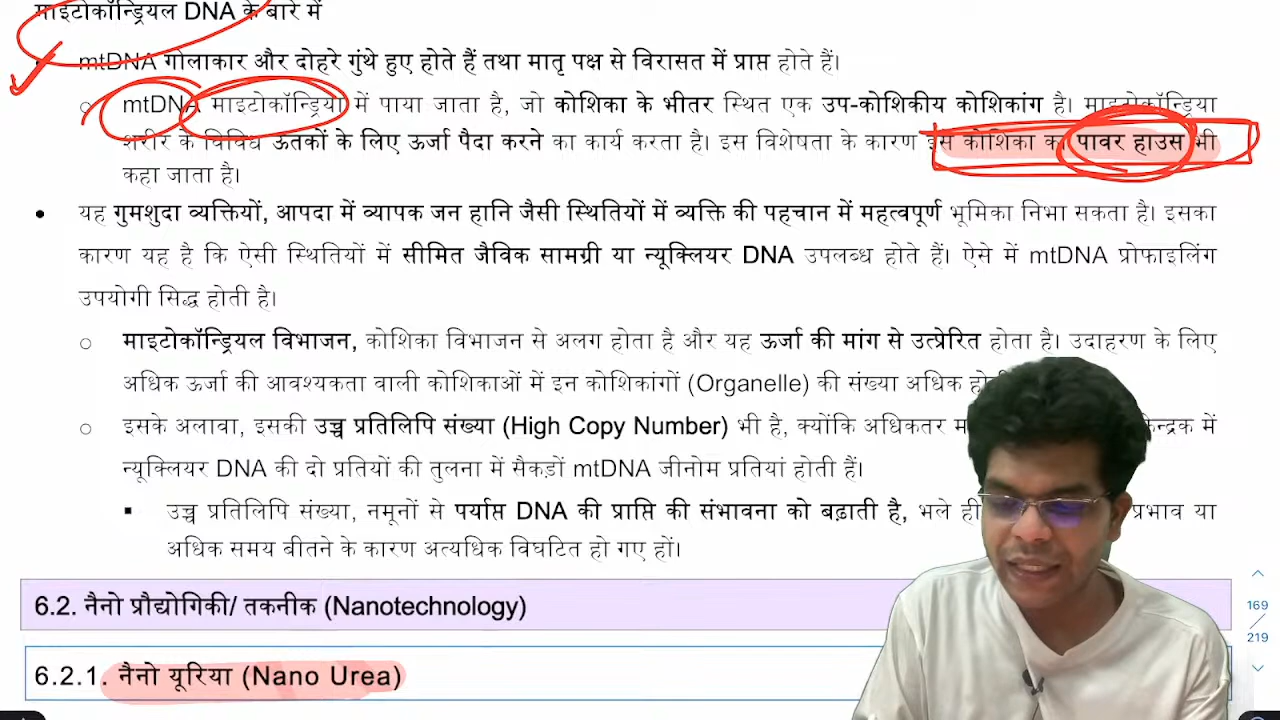 माइटोकॉन्ड्रियल DNA के बारे में
mtDNA गोलाकार और दोहरे गुंथे हुए होते हैं तथा मातृ पक्ष से विरासत में प्राप्त होते हैं।
○ mtDNA माइटोकॉन्ड्रिया में पाया जाता है, जो कोशिका के भीतर स्थित एक उप-कोशिकीय कोशिकांग है। माइटोकॉन्ड्रिया
शरीर के विविध ऊतकों के लिए ऊर्जा पैदा करने का कार्य करता है। इस विशेषता के कारण इसे कोशिका का पावर हाउस भी
कहा जाता है।
• यह गुमशुदा व्यक्तियों, आपदा में व्यापक जन हानि जैसी स्थितियों में व्यक्ति की पहचान में महत्वपूर्ण भूमिका निभा सकता है। इसका
कारण यह है कि ऐसी स्थितियों में सीमित जैविक सामग्री या न्यूक्लियर DNA उपलब्ध होते हैं। ऐसे में mtDNA प्रोफाइलिंग
उपयोगी सिद्ध होती है।
○ माइटोकॉन्ड्रियल विभाजन, कोशिका विभाजन से अलग होता है और यह ऊर्जा की मांग से उत्प्रेरित होता है। उदाहरण के लिए
अधिक ऊर्जा की आवश्यकता वाली कोशिकाओं में इन कोशिकांगों (Organelle) की संख्या अधिक
○ इसके अलावा, इसकी उच्च प्रतिलिपि संख्या (High Copy Number) भी है, क्योंकि अधिकतर में
न्यूक्लियर DNA की दो प्रतियों की तुलना में सैकड़ों mtDNA जीनोम प्रतियां होती हैं।
▪ उच्च प्रतिलिपि संख्या, नमूनों से पर्याप्त DNA की प्राप्ति की संभावना को बढ़ाती है, भले ही प्रभाव या
अधिक समय बीतने के कारण अत्यधिक विघटित हो गए हों।
6.2. नैनो प्रौद्योगिकी/ तकनीक (Nanotechnology)
169
219
6.2.1. नैनो यूरिया (Nano Urea)